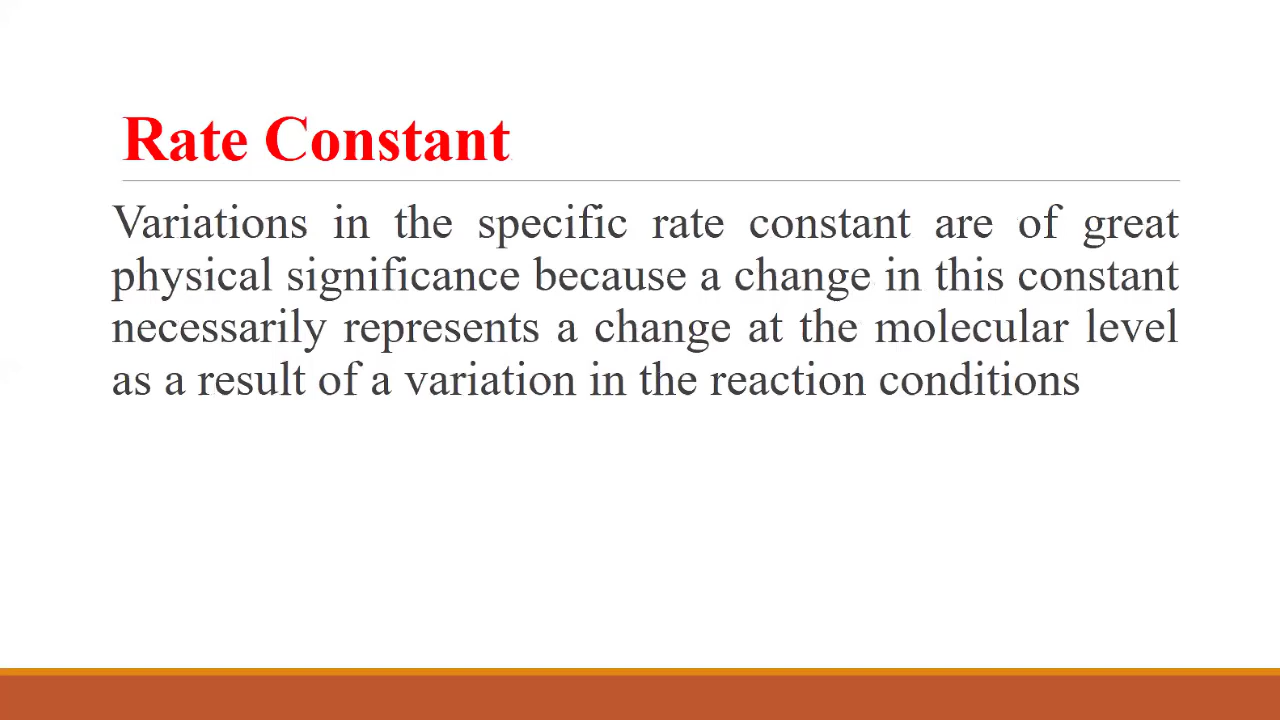 Rate Constant
Variations in the specific rate constant are of great
physical significance because a change in this constant
necessarily represents a change at the molecular level
as a result of a variation in the reaction conditions